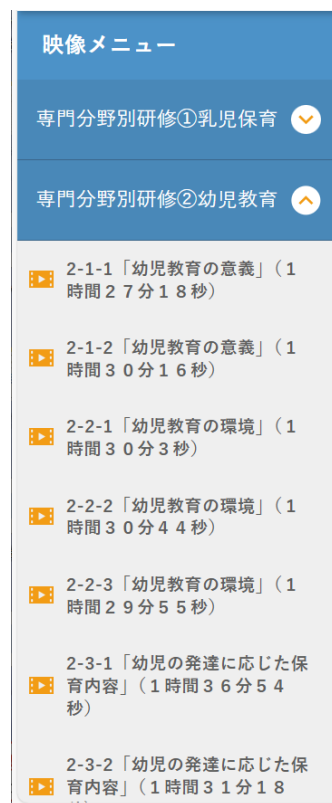 映像メニュー
専門分野別研修①乳児保育
専門分野別研修②幼児教育
2-1-1「幼児教育の意義」（１
時間２７分１８秒）
2-1-2「幼児教育の意義」（１
時間３０分１６秒）
2-2-1「幼児教育の環境」（１
時間３０分３秒）
2-2-2「幼児教育の環境」（１
時間３０分４４秒）
2-2-3「幼児教育の環境」（１
時間２９分５５秒）
2-3-1「幼児の発達に応じた保
育内容」（１時間３６分５４
秒）
2-3-2「幼児の発達に応じた保
育内容」（１時間３１分１８